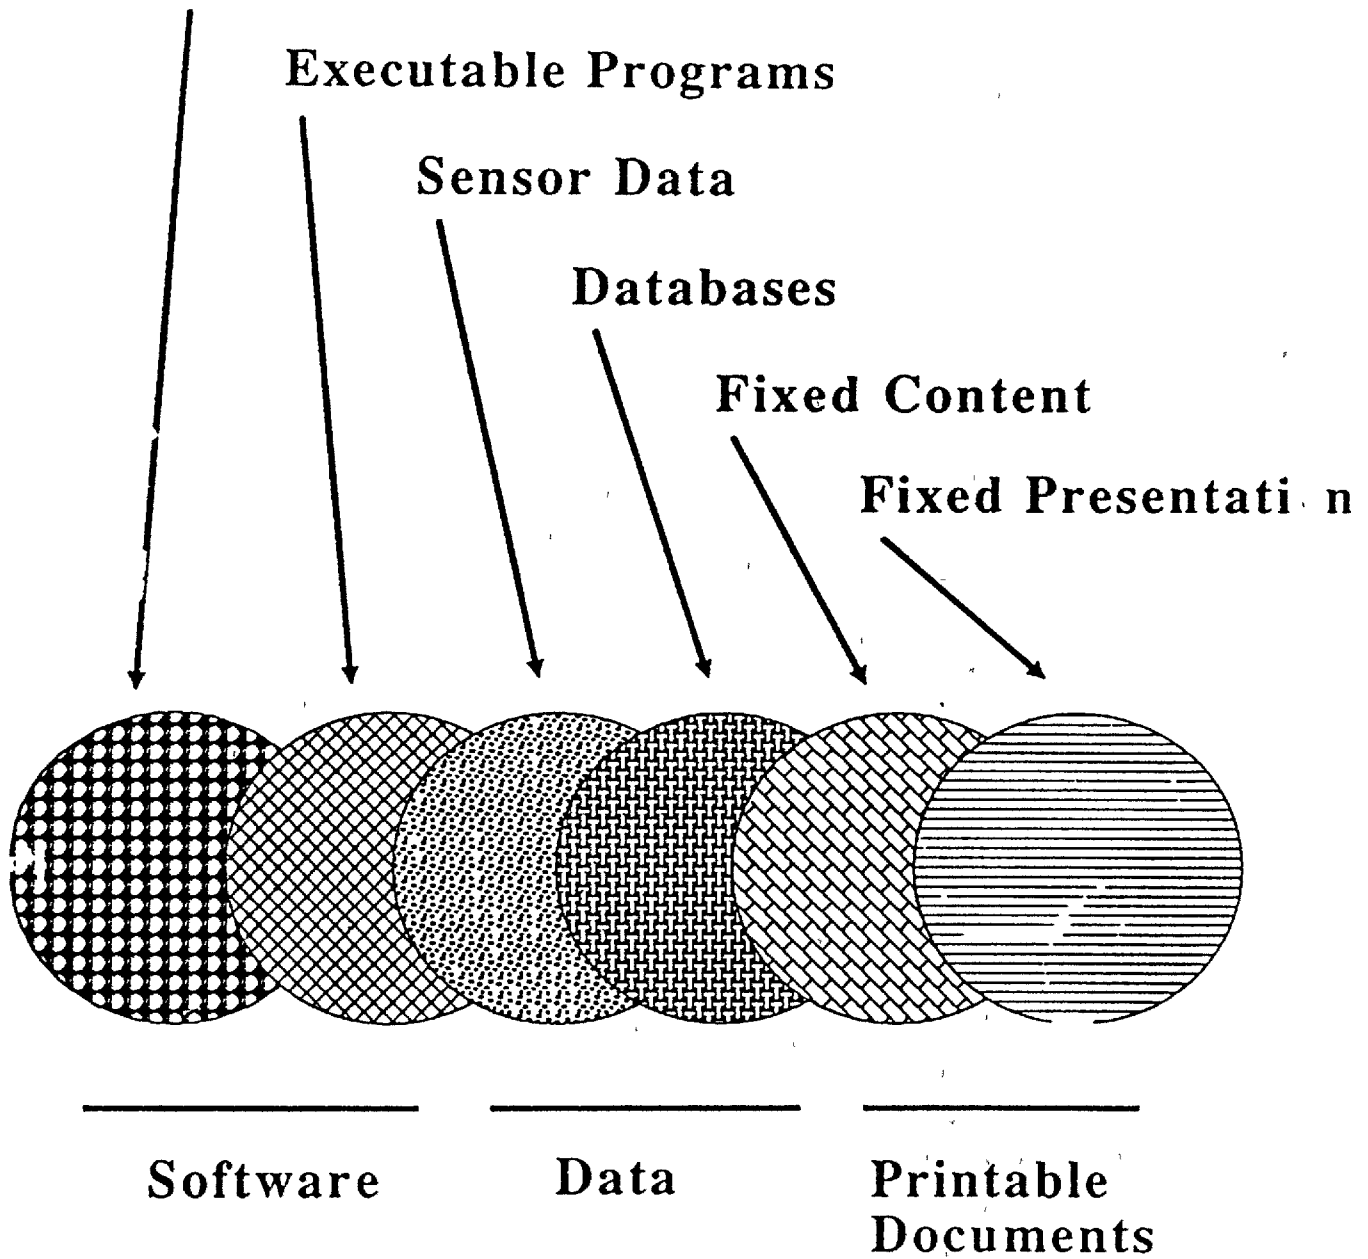 Executable Programs
Sensor Data
Databases
Fixed Content
Fixed Presentati n
Software
Data
Printable
Documents